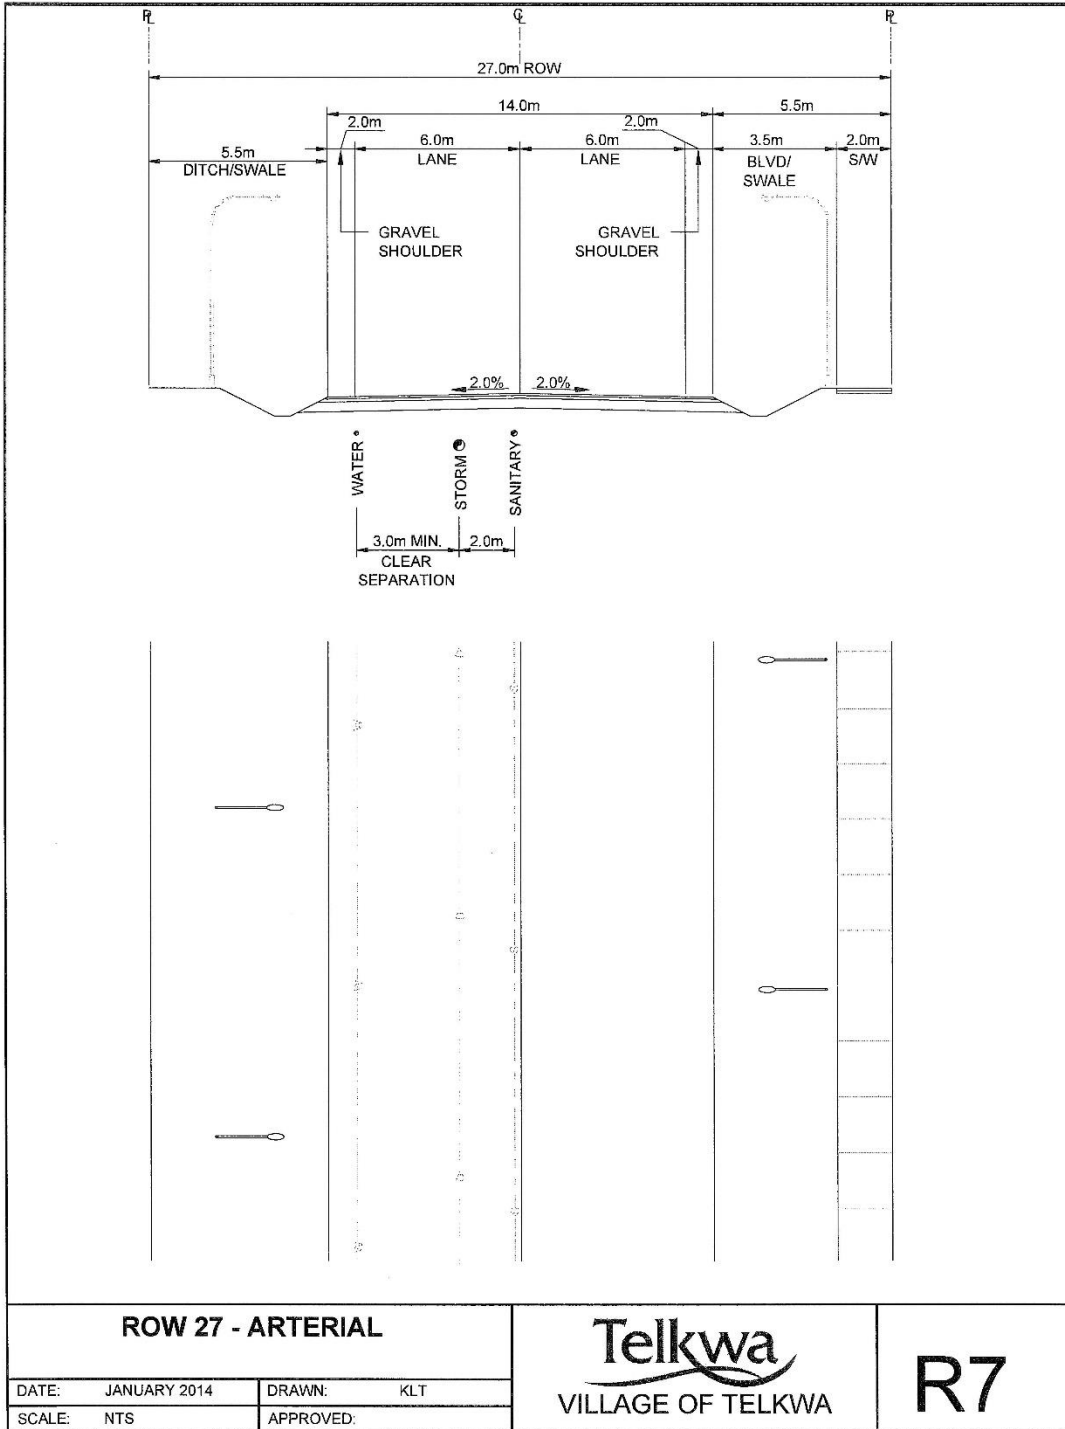 PL CL PL
27.0m ROW
14.0m 5.5m
2.0m 2.0m
6.0m 6.0m 3.5m 2.0m
5.5m LANE LANE BLVD/ S/W
DITCH/SWALE SWALE
GRAVEL GRAVEL
SHOULDER SHOULDER
2.0% 2.0%
WATER
STORM
SANITARY
3.0m MIN. 2.0m
CLEAR
SEPARATION
S
W
S
W
S
W
ROW 27 - ARTERIAL
DATE: JANUARY 2014 DRAWN: KLT
SCALE: NTS APPROVED:
Telkwa
VILLAGE OF TELKWA
R7